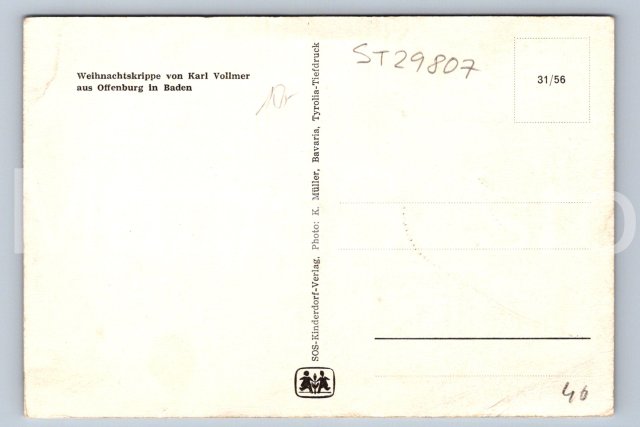 Weihnachtskrippe von Karl Vollmer
aus Offenburg in Baden
SOS-Kinderdorf-Verlag, Photo: K. Müller, Bavaria, Tyrolia-Tiefdruck
ST29807
31/56
46